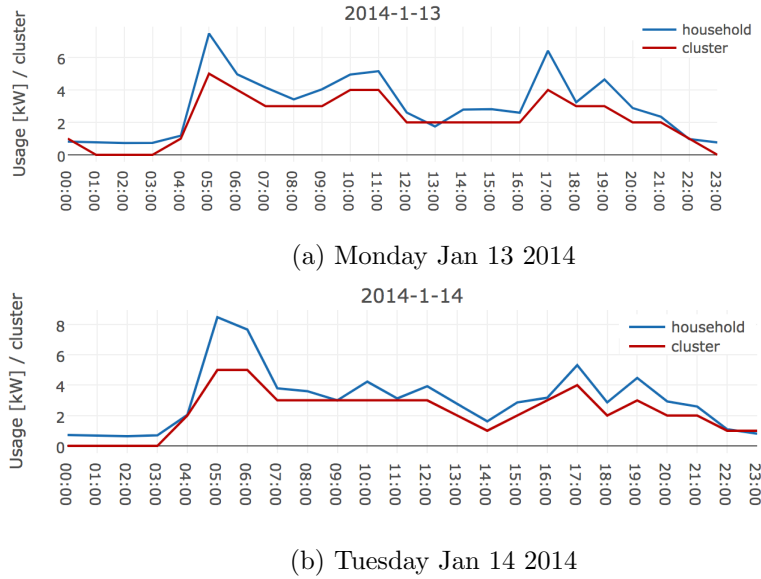 2014-1-13
household
cluster
Usage [kW] / cluster
6
4
2
0
00:00 01:00 02:00 03:00 04:00 05:00 06:00 07:00 08:00 09:00 10:00 11:00 12:00 13:00 14:00 15:00 16:00 17:00 18:00 19:00 20:00 21:00 22:00 23:00
(a) Monday Jan 13 2014
2014-1-14
household
cluster
Usage [kW] / cluster
8
6
4
2
0
00:00 01:00 02:00 03:00 04:00 05:00 06:00 07:00 08:00 09:00 10:00 11:00 12:00 13:00 14:00 15:00 16:00 17:00 18:00 19:00 20:00 21:00 22:00 23:00
(b) Tuesday Jan 14 2014